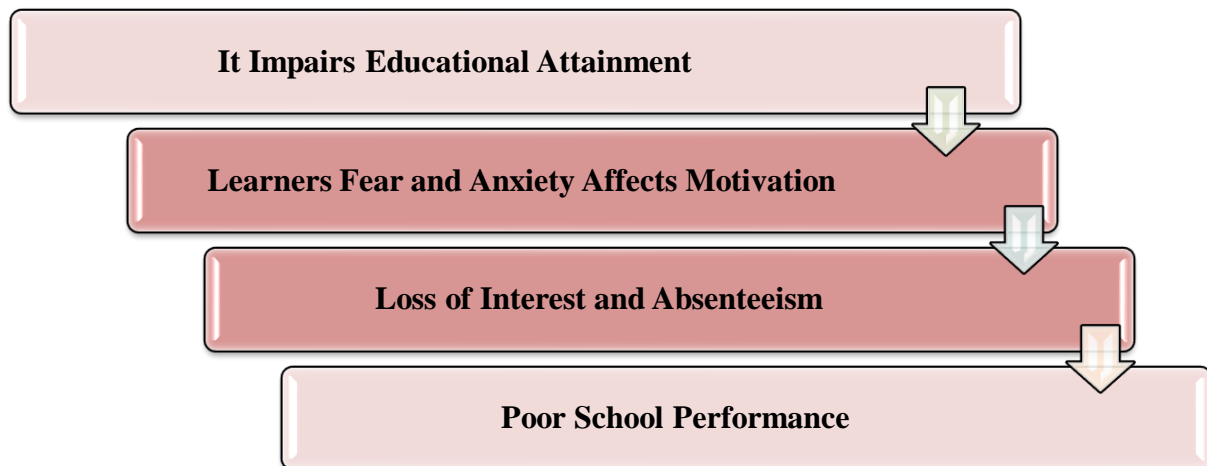 It Impairs Educational Attainment
Learners Fear and Anxiety Affects Motivation
Loss of Interest and Absenteeism
Poor School Performance